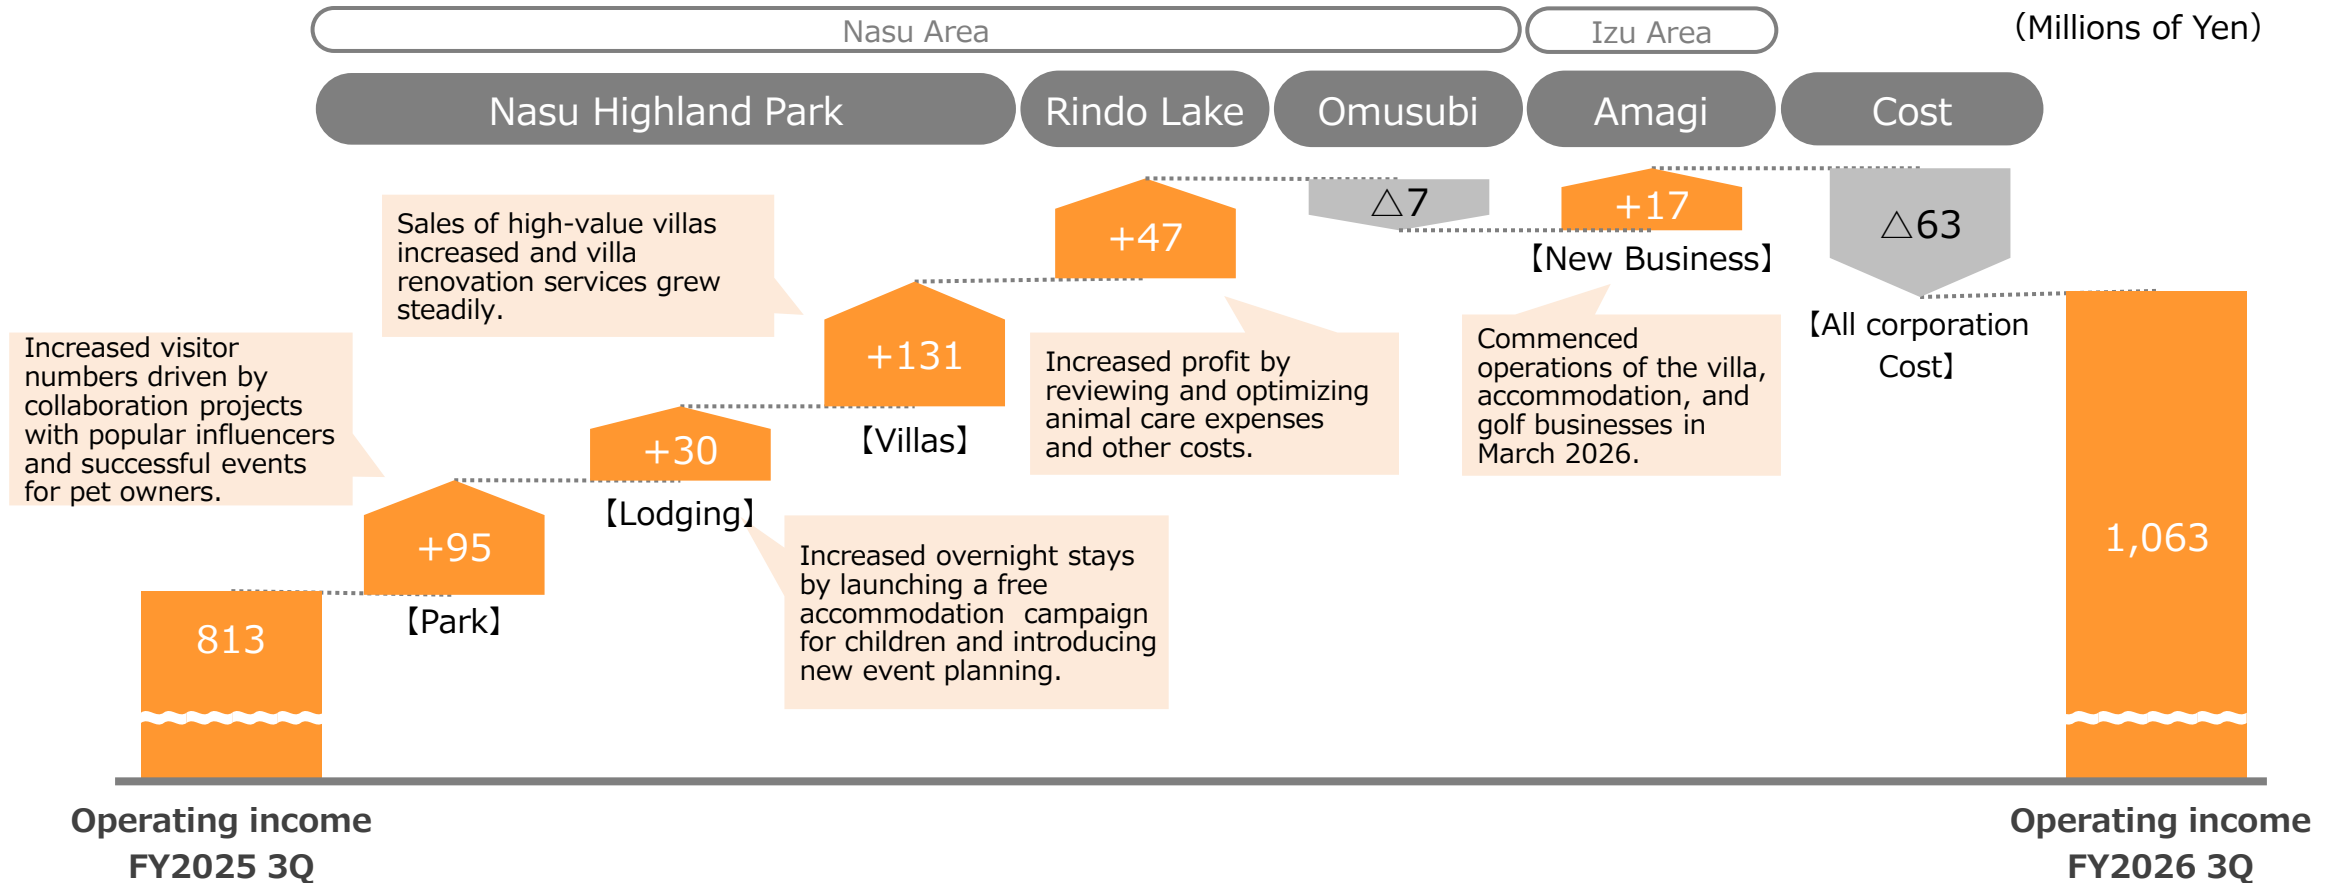 Nasu Area
Izu Area
（Millions of Yen）
Nasu Highland Park
Rindo Lake
Omusubi
Amagi
Cost
Sales of high-value villas
increased and villa
renovation services grew
steadily.
+47
△7
+17
【New Business】
△63
【All corporation
Cost】
Increased visitor
numbers driven by
collaboration projects
with popular influencers
and successful events
for pet owners.
+131
【Villas】
Increased profit by
reviewing and optimizing
animal care expenses
and other costs.
Commenced
operations of the villa,
accommodation, and
golf businesses in
March 2026.
+30
【Lodging】
+95
【Park】
Increased overnight stays
by launching a free
accommodation  campaign
for children and introducing
new event planning.
813
1,063
Operating income
FY2025 3Q
Operating income
FY2026 3Q